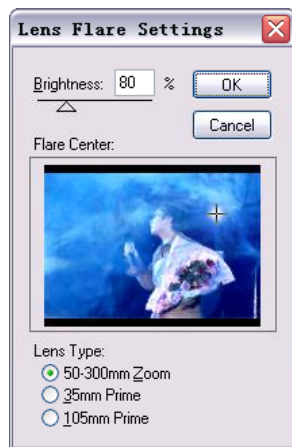 Lens Flare Settings
Brightness: 80 %
OK
Cancel
Flare Center:
Lens Type:
50-300mm Zoom
35mm Prime
105mm Prime